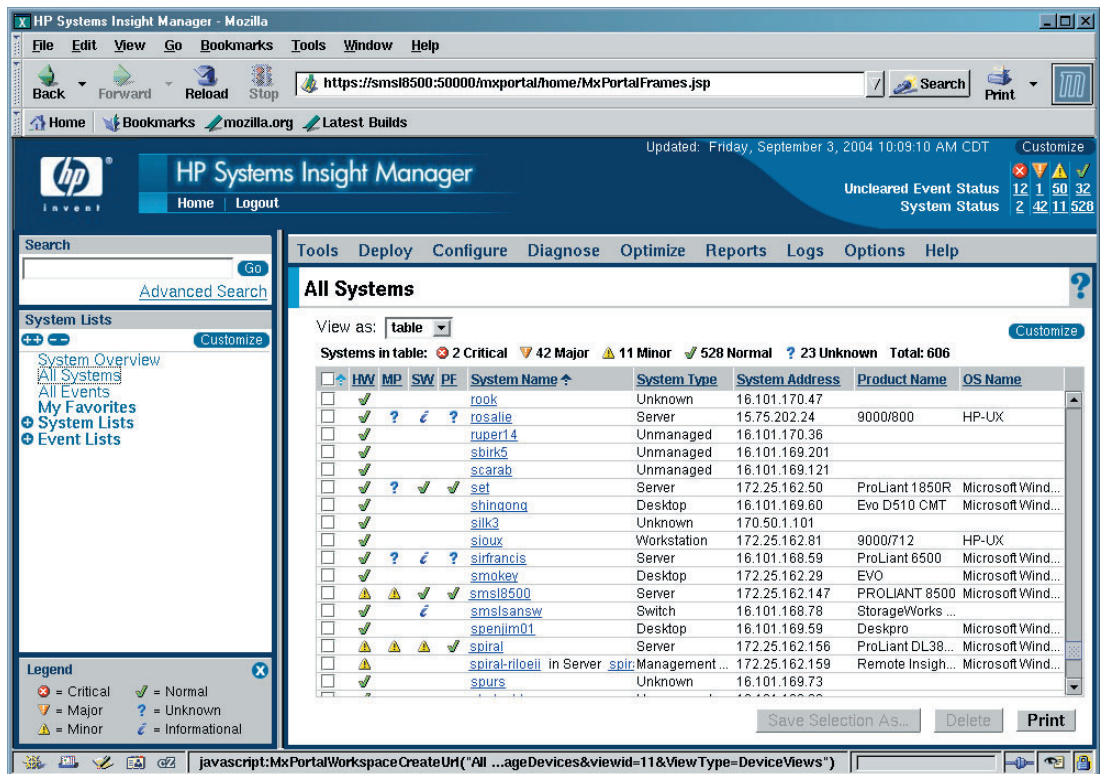 HP Systems Insight Manager - Mozilla
File Edit View Go Bookmarks Tools Window Help
Back Forward Reload Stop https://smsl8500:50000/mxportal/home/MxPortalFrames.jsp Search Print
Home Bookmarks mozilla.org Latest Builds
Updated: Friday, September 3, 2004 10:09:10 AM CDT Customize
hp
invent
HP Systems Insight Manager
Home | Logout
Uncleared Event Status 12 1 50 32
System Status 2 42 11 528
Search
Go
Advanced Search
System Lists
Customize
System Overview
All Systems
All Events
My Favorites
System Lists
Event Lists
Legend
= Critical = Normal
= Major ? = Unknown
= Minor i = Informational
Tools Deploy Configure Diagnose Optimize Reports Logs Options Help
All Systems ?
View as: table Customize
Systems in table: 2 Critical 42 Major 11 Minor 528 Normal ? 23 Unknown Total: 606
HW MP SW PF System Name System Type System Address Product Name OS Name
rook Unknown 16.101.170.47
? i ? rosalie Server 15.75.202.24 9000/800 HP-UX
ruper14 Unmanaged 16.101.170.36
sbirk5 Unmanaged 16.101.169.201
scarab Unmanaged 16.101.169.121
? set Server 172.25.162.50 ProLiant 1850R Microsoft Wind...
shingong Desktop 16.101.169.60 Evo D510 CMT Microsoft Wind...
silk3 Unknown 170.50.1.101
sioux Workstation 172.25.162.81 9000/712 HP-UX
? i ? sirfrancis Server 16.101.168.59 ProLiant 6500 Microsoft Wind...
smokey Desktop 172.25.162.29 EVO Microsoft Wind...
smsl8500 Server 172.25.162.147 PROLIANT 8500 Microsoft Wind...
i smslsansw Switch 16.101.168.78 StorageWorks ...
spenjim01 Desktop 16.101.169.59 Deskpro Microsoft Wind...
spiral Server 172.25.162.156 ProLiant DL38... Microsoft Wind...
spiral-riloeii in Server spir Management ... 172.25.162.159 Remote Insigh... Microsoft Wind...
spurs Unknown 16.101.169.73
Save Selection As... Delete Print
javascript:MxPortalWorkspaceCreateUrl("All ...ageDevices&viewid=11&ViewType=DeviceViews")